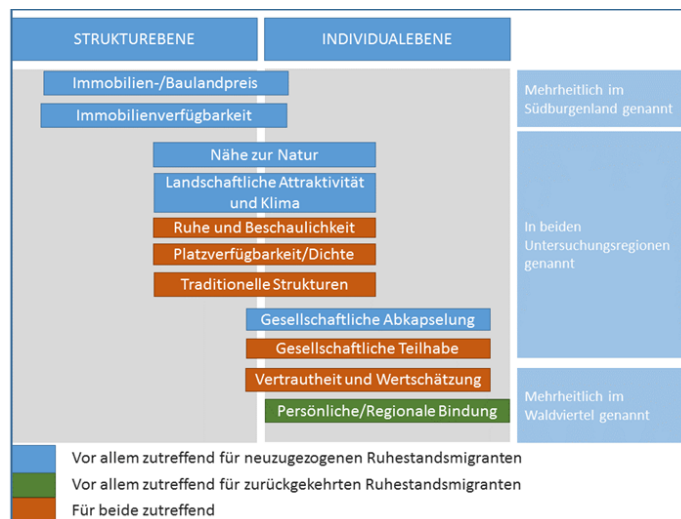 STRUKTUREBENE
INDIVIDUALEBENE
Immobilien-/Baulandpreis
Immobilienverfügbarkeit
Mehrheitlich im
Südburgenland genannt
Nähe zur Natur
Landschaftliche Attraktivität
und Klima
Ruhe und Beschaulichkeit
Platzverfügbarkeit/Dichte
Traditionelle Strukturen
Gesellschaftliche Abkapselung
Gesellschaftliche Teilhabe
In beiden
Untersuchungsregionen
genannt
Vertrautheit und Wertschätzung
Persönliche/Regionale Bindung
Mehrheitlich im
Waldviertel genannt
Vor allem zutreffend für neuzugezogenen Ruhestandsmigranten
Vor allem zutreffend für zurückgekehrten Ruhestandsmigranten
Für beide zutreffend